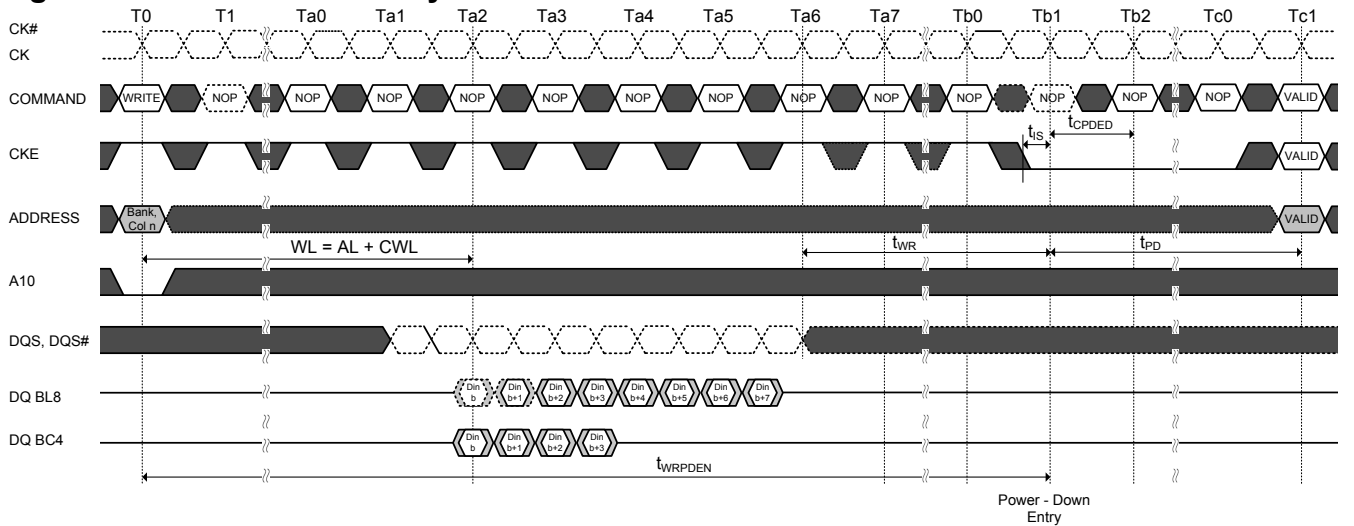 T0 T1 Ta0 Ta1 Ta2 Ta3 Ta4 Ta5 Ta6 Ta7 Tb0 Tb1 Tb2 Tc0 Tc1
CK#
CK
COMMAND WRITE NOP NOP NOP NOP NOP NOP NOP NOP NOP NOP NOP NOP NOP VALID
tIS tCPDED
CKE VALID
ADDRESS Bank, Col n VALID
WL = AL + CWL tWR tPD
A10
DQS, DQS#
DQ BL8 Din b Din b+1 Din b+2 Din b+3 Din b+4 Din b+5 Din b+6 Din b+7
DQ BC4 Din b Din b+1 Din b+2 Din b+3
tWRPDEN
Power - Down
Entry